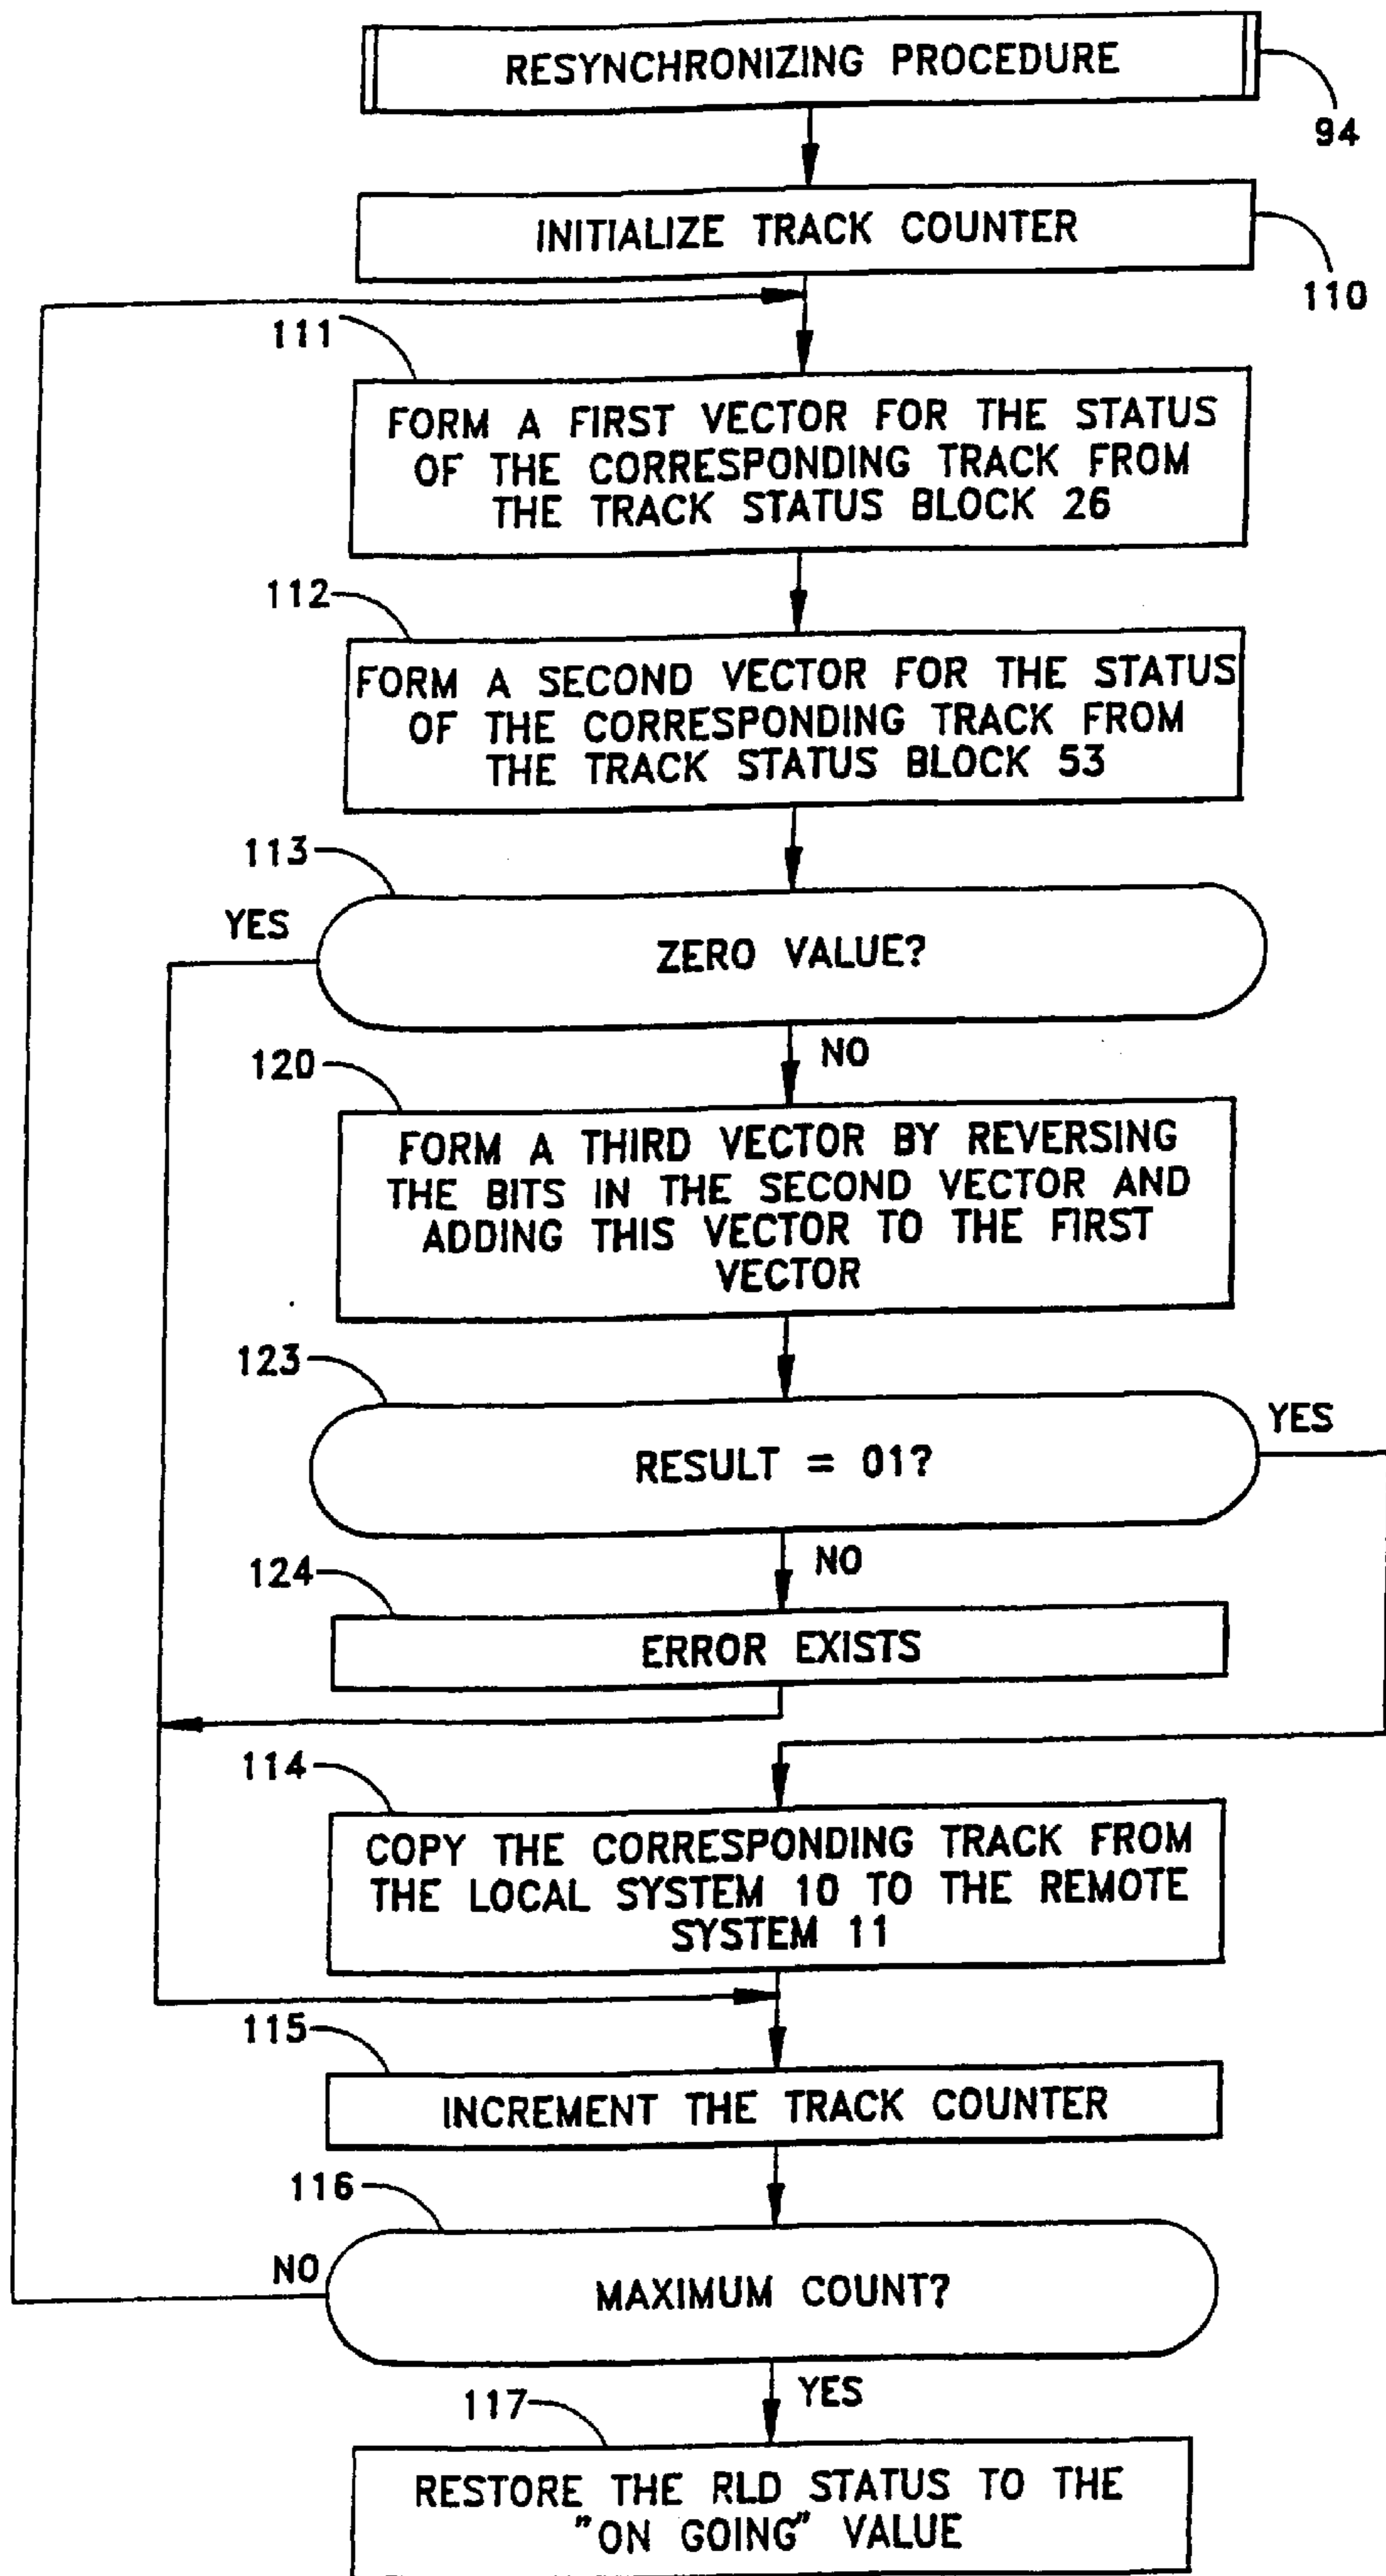 RESYNCHRONIZING PROCEDURE
94
INITIALIZE TRACK COUNTER
110
111
FORM A FIRST VECTOR FOR THE STATUS
OF THE CORRESPONDING TRACK FROM
THE TRACK STATUS BLOCK 26
112
FORM A SECOND VECTOR FOR THE STATUS
OF THE CORRESPONDING TRACK FROM
THE TRACK STATUS BLOCK 53
113
YES
ZERO VALUE?
NO
120
FORM A THIRD VECTOR BY REVERSING
THE BITS IN THE SECOND VECTOR AND
ADDING THIS VECTOR TO THE FIRST
VECTOR
123
YES
RESULT = 01?
NO
124
ERROR EXISTS
114
COPY THE CORRESPONDING TRACK FROM
THE LOCAL SYSTEM 10 TO THE REMOTE
SYSTEM 11
115
INCREMENT THE TRACK COUNTER
116
NO
MAXIMUM COUNT?
YES
117
RESTORE THE RLD STATUS TO THE
"ON GOING" VALUE